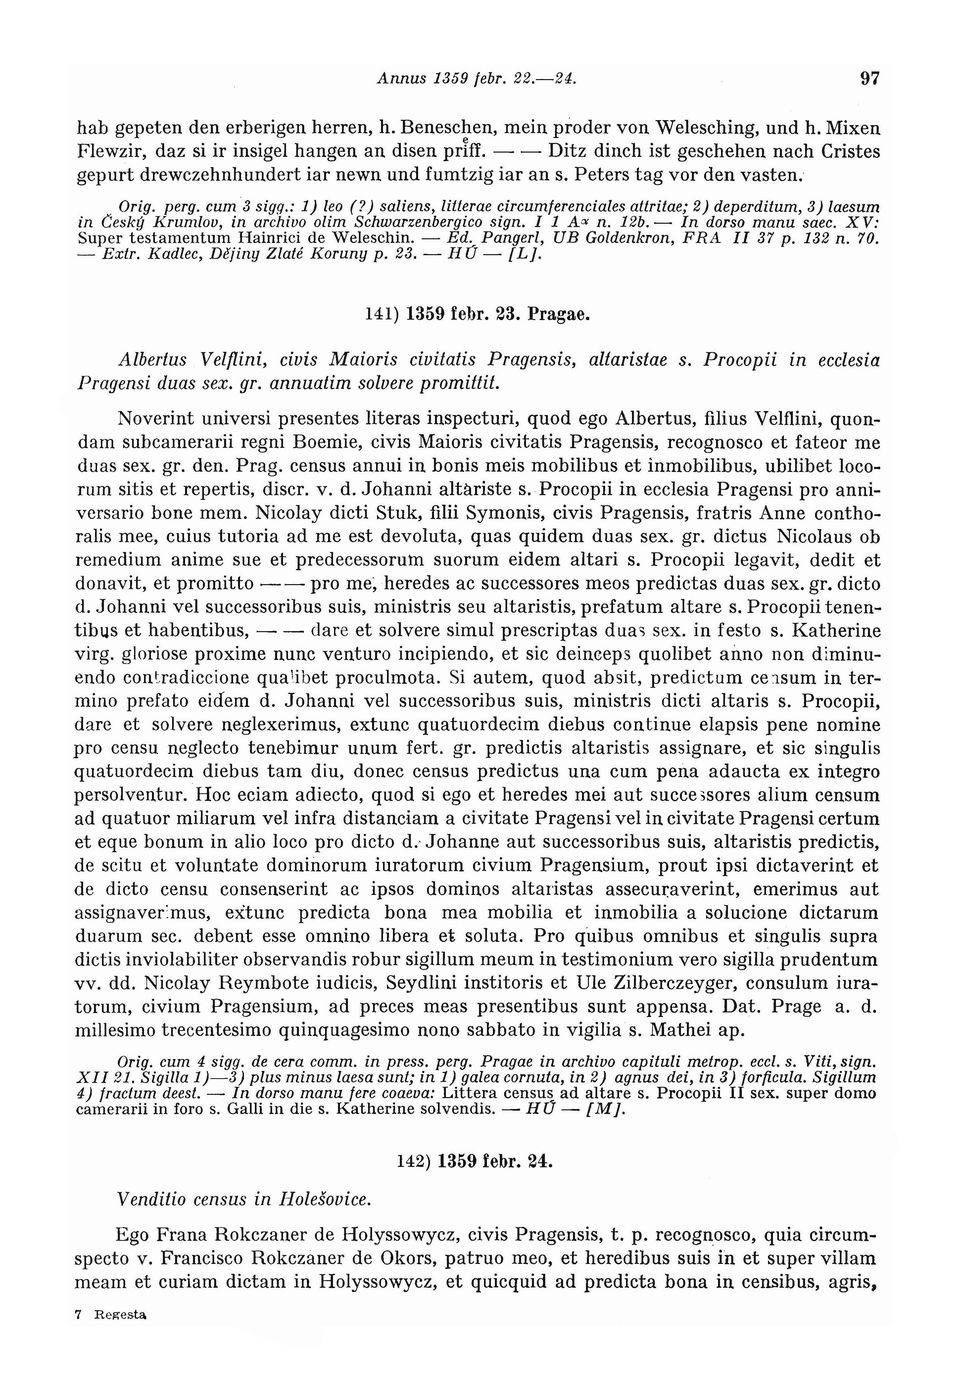 Annus 1359 febr. 22.—24. 97
hab gepeten den erberigen herren, h. Beneschen, mein proder von Welesching, und h. Mixen
Flewzir, daz si ir insigel hangen an disen priͤff. — — Ditz dinch ist geschehen nach Cristes
gepurt drewczehnhundert iar newn und fumtzig iar an s. Peters tag vor den vasten.
Orig. perg. cum 3 sigg.: 1) leo (?) saliens, litterae circumferenciales attritae; 2) deperditum, 3) laesum
in Český Krumlov, in archivo olim Schwarzenbergico sign. I 1 Aα n. 12b. — In dorso manu saec. XV:
Super testamentum Hainrici de Weleschin. — Ed. Pangerl, UB Goldenkron, FRA II 37 p. 132 n. 70.
— Extr. Kadlec, Dějiny Zlaté Koruny p. 23. — HÚ — [L].
141) 1359 febr. 23. Pragae.
Albertus Velflini, civis Maioris civitatis Pragensis, altaristae s. Procopii in ecclesia
Pragensi duas sex. gr. annuatim solvere promittit.
Noverint universi presentes literas inspecturi, quod ego Albertus, filius Velflini, quon-
dam subcamerarii regni Boemie, civis Maioris civitatis Pragensis, recognosco et fateor me
duas sex. gr. den. Prag. census annui in bonis meis mobilibus et inmobilibus, ubilibet loco-
rum sitis et repertis, discr. v. d. Johanni altariste s. Procopii in ecclesia Pragensi pro anni-
versario bone mem. Nicolay dicti Stuk, filii Symonis, civis Pragensis, fratris Anne contho-
ralis mee, cuius tutoria ad me est devoluta, quas quidem duas sex. gr. dictus Nicolaus ob
remedium anime sue et predecessorum suorum eidem altari s. Procopii legavit, dedit et
donavit, et promitto — — pro me, heredes ac successores meos predictas duas sex. gr. dicto
d. Johanni vel successoribus suis, ministris seu altaristis, prefatum altare s. Procopii tenen-
tibus et habentibus, — — dare et solvere simul prescriptas duas sex. in festo s. Katherine
virg. gloriose proxime nunc venturo incipiendo, et sic deinceps quolibet anno non diminu-
endo contradiccione qualibet proculmota. Si autem, quod absit, predictum censum in ter-
mino prefato eidem d. Johanni vel successoribus suis, ministris dicti altaris s. Procopii,
dare et solvere neglexerimus, extunc quatuordecim diebus continue elapsis pene nomine
pro censu neglecto tenebimur unum fert. gr. predictis altaristis assignare, et sic singulis
quatuordecim diebus tam diu, donec census predictus una cum pena adaucta ex integro
persolventur. Hoc eciam adiecto, quod si ego et heredes mei aut successores alium censum
ad quatuor miliarum vel infra distanciam a civitate Pragensi vel in civitate Pragensi certum
et eque bonum in alio loco pro dicto d. Johanne aut successoribus suis, altaristis predictis,
de scitu et voluntate dominorum iuratorum civium Pragensium, prout ipsi dictaverint et
de dicto censu consenserint ac ipsos dominos altaristas assecuraverint, emerimus aut
assignaverimus, extunc predicta bona mea mobilia et inmobilia a solucione dictarum
duarum sec. debent esse omnino libera et soluta. Pro quibus omnibus et singulis supra
dictis inviolabiliter observandis robur sigillum meum in testimonium vero sigilla prudentum
vv. dd. Nicolay Reymbote iudicis, Seydlini institoris et Ule Zilberczeyger, consulum iura-
torum, civium Pragensium, ad preces meas presentibus sunt appensa. Dat. Prage a. d.
millesimo trecentesimo quinquagesimo nono sabbato in vigilia s. Mathei ap.
Orig. cum 4 sigg. de cera comm. in press. perg. Pragae in archivo capituli metrop. eccl. s. Viti, sign.
XII 21. Sigilla 1)—3) plus minus laesa sunt; in 1) galea cornuta, in 2) agnus dei, in 3) forficula. Sigillum
4) fractum deest. — In dorso manu fere coaeva: Littera census ad altare s. Procopii II sex. super domo
camerarii in foro s. Galli in die s. Katherine solvendis. — HÚ — [M].
142) 1359 febr. 24.
Venditio census in Holešovice.
Ego Frana Rokczaner de Holyssowycz, civis Pragensis, t. p. recognosco, quia circum-
specto v. Francisco Rokczaner de Okors, patruo meo, et heredibus suis in et super villam
meam et curiam dictam in Holyssowycz, et quicquid ad predicta bona in censibus, agris,
7 Regesta